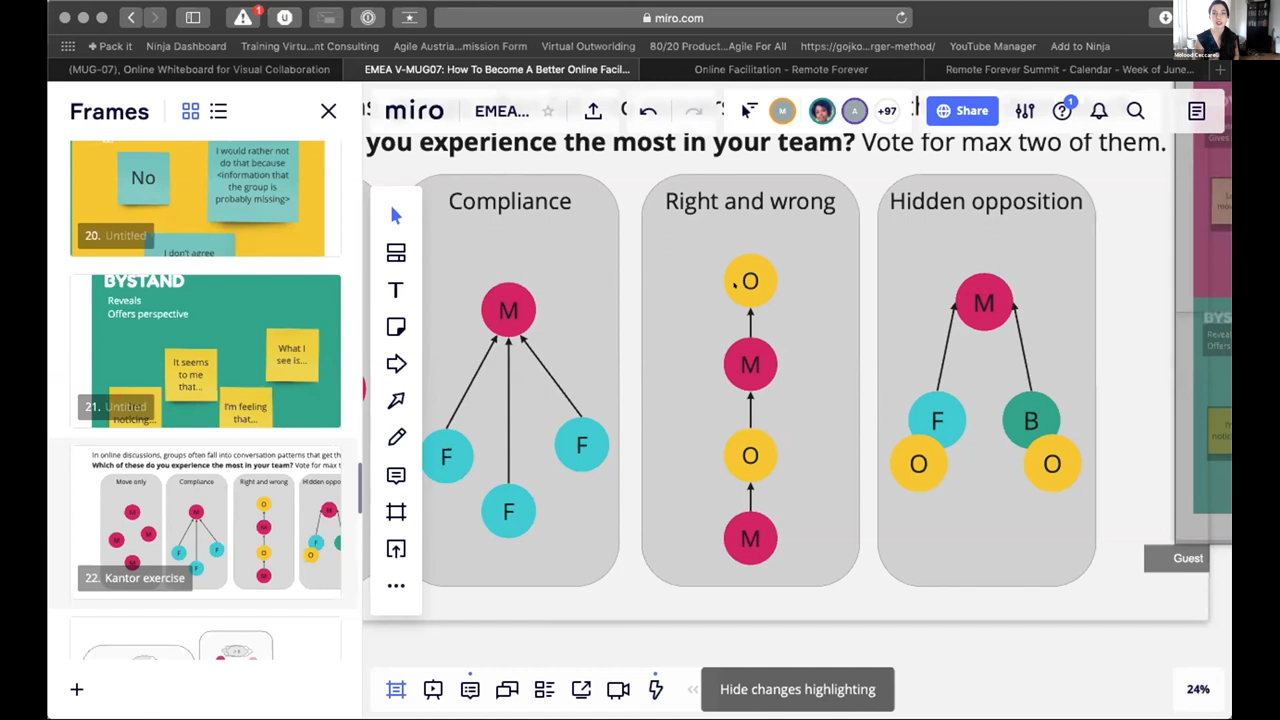 miro.com
Pack it
Ninja Dashboard
Training Virtu...nt Consulting
Agile Austria...mission Form
Virtual Outworlding
80/20 Product...Agile For All
https://gojko...rger-method/
YouTube Manager
Add to Ninja
(MUG-07), Online Whiteboard for Visual Collaboration
EMEA V-MUG07: How To Become A Better Online Facil...
Online Facilitation - Remote Forever
Remote Forever Summit - Calendar - Week of June...
Frames
miro
EMEA...
M
A
+97
Share
1
you experience the most in your team? Vote for max two of them.
No
I would rather not
do that because
<information that
the group is
probably missing>
I don't agree
20. Untitled
BYSTAND
Reveals
Offers perspective
It seems
to me
that...
What I
see is...
noticing...
I'm feeling
that...
21. Untitled
In online discussions, groups often fall into conversation patterns that get th
Which of these do you experience the most in your team? Vote for max t
Move only
Compliance
Right and wrong
Hidden oppo
22. Kantor exercise
Compliance
M
F
F
F
Right and wrong
O
M
O
M
Hidden opposition
M
F
B
O
O
Guest
Hide changes highlighting
24%